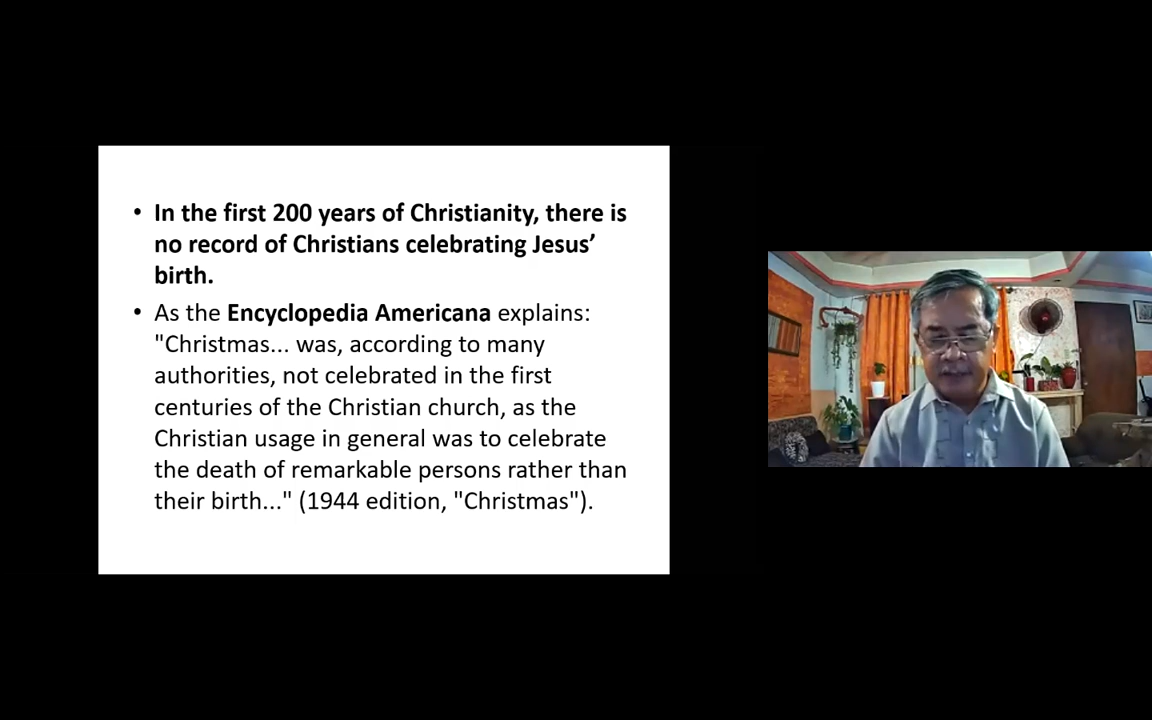 • In the first 200 years of Christianity, there is
no record of Christians celebrating Jesus’
birth.
• As the Encyclopedia Americana explains:
"Christmas... was, according to many
authorities, not celebrated in the first
centuries of the Christian church, as the
Christian usage in general was to celebrate
the death of remarkable persons rather than
their birth..." (1944 edition, "Christmas").